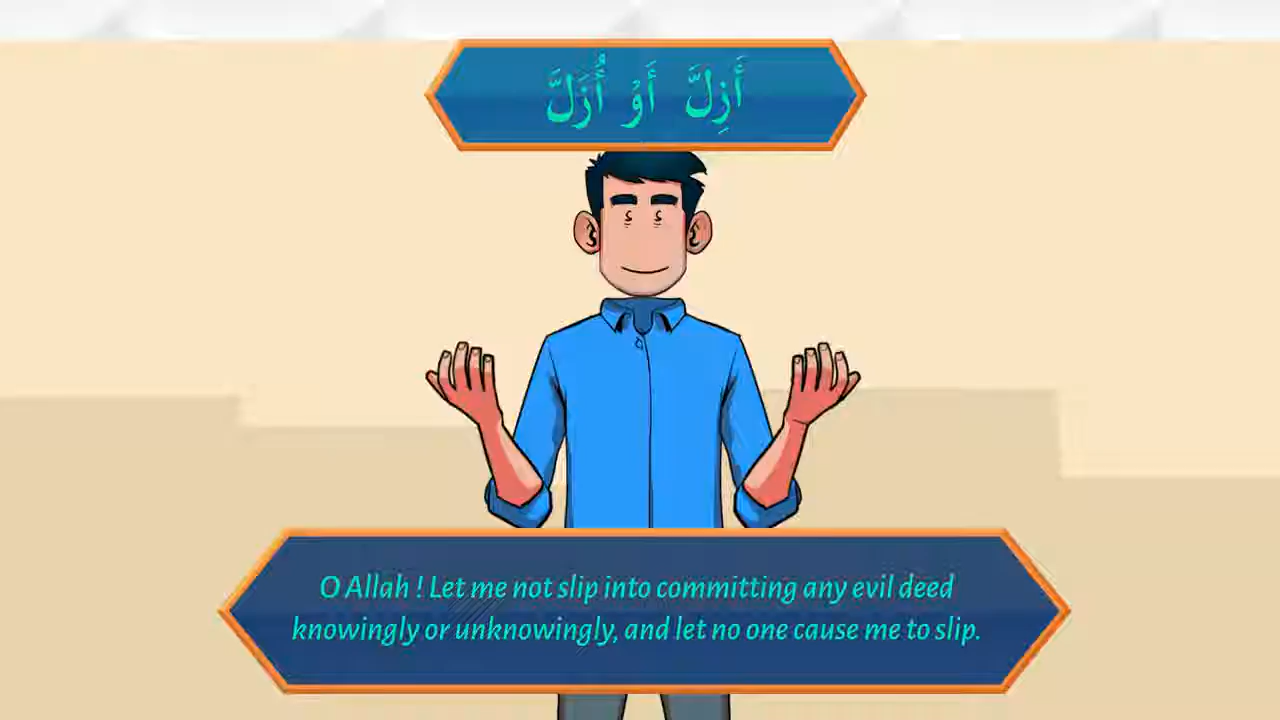 أَزِلَّ أَوْ أُزَلَّ
O Allah ! Let me not slip into committing any evil deed
knowingly or unknowingly, and let no one cause me to slip.